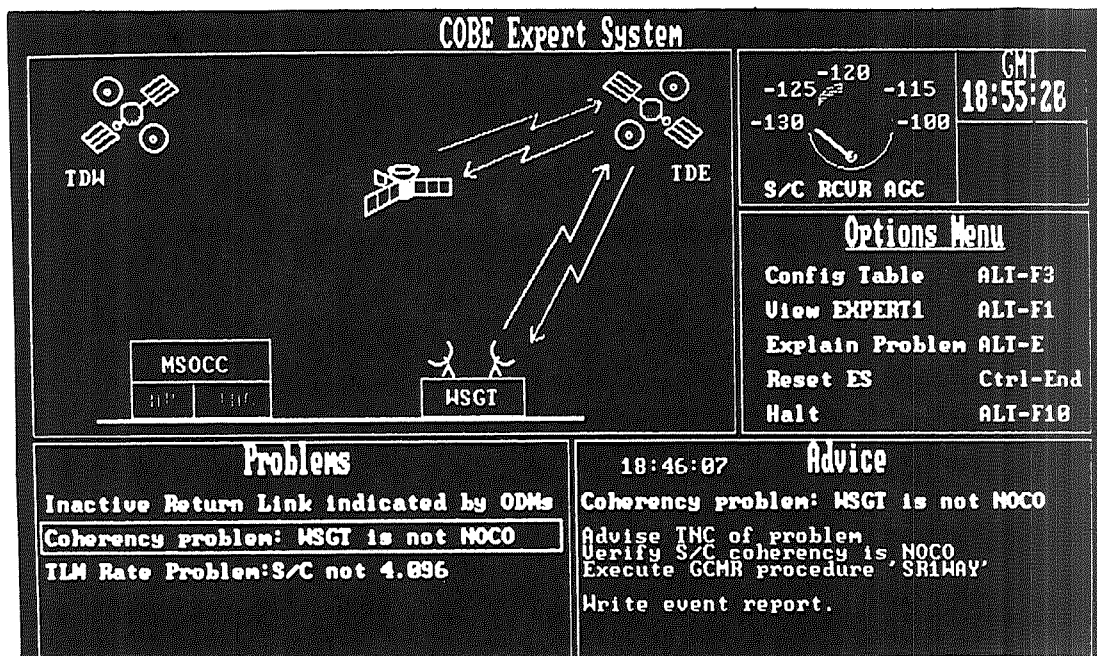 COBE Expert System
TDW
TDE
-125 -120 -115
-130 -100
S/C RCVR AGC
GMT
18:55:28
Options Menu
Config Table ALT-F3
View EXPERT1 ALT-F1
Explain Problem ALT-E
Reset ES Ctrl-End
Halt ALT-F10
MSOCC
WSGT
Problems
Inactive Return Link indicated by ODMs
Coherency problem: WSGT is not NOCO
TLM Rate Problem:S/C not 4.096
18:46:07 Advice
Coherency problem: WSGT is not NOCO
Advise TNC of problem
Verify S/C coherency is NOCO
Execute GCMR procedure 'SR1WAY'
Write event report.